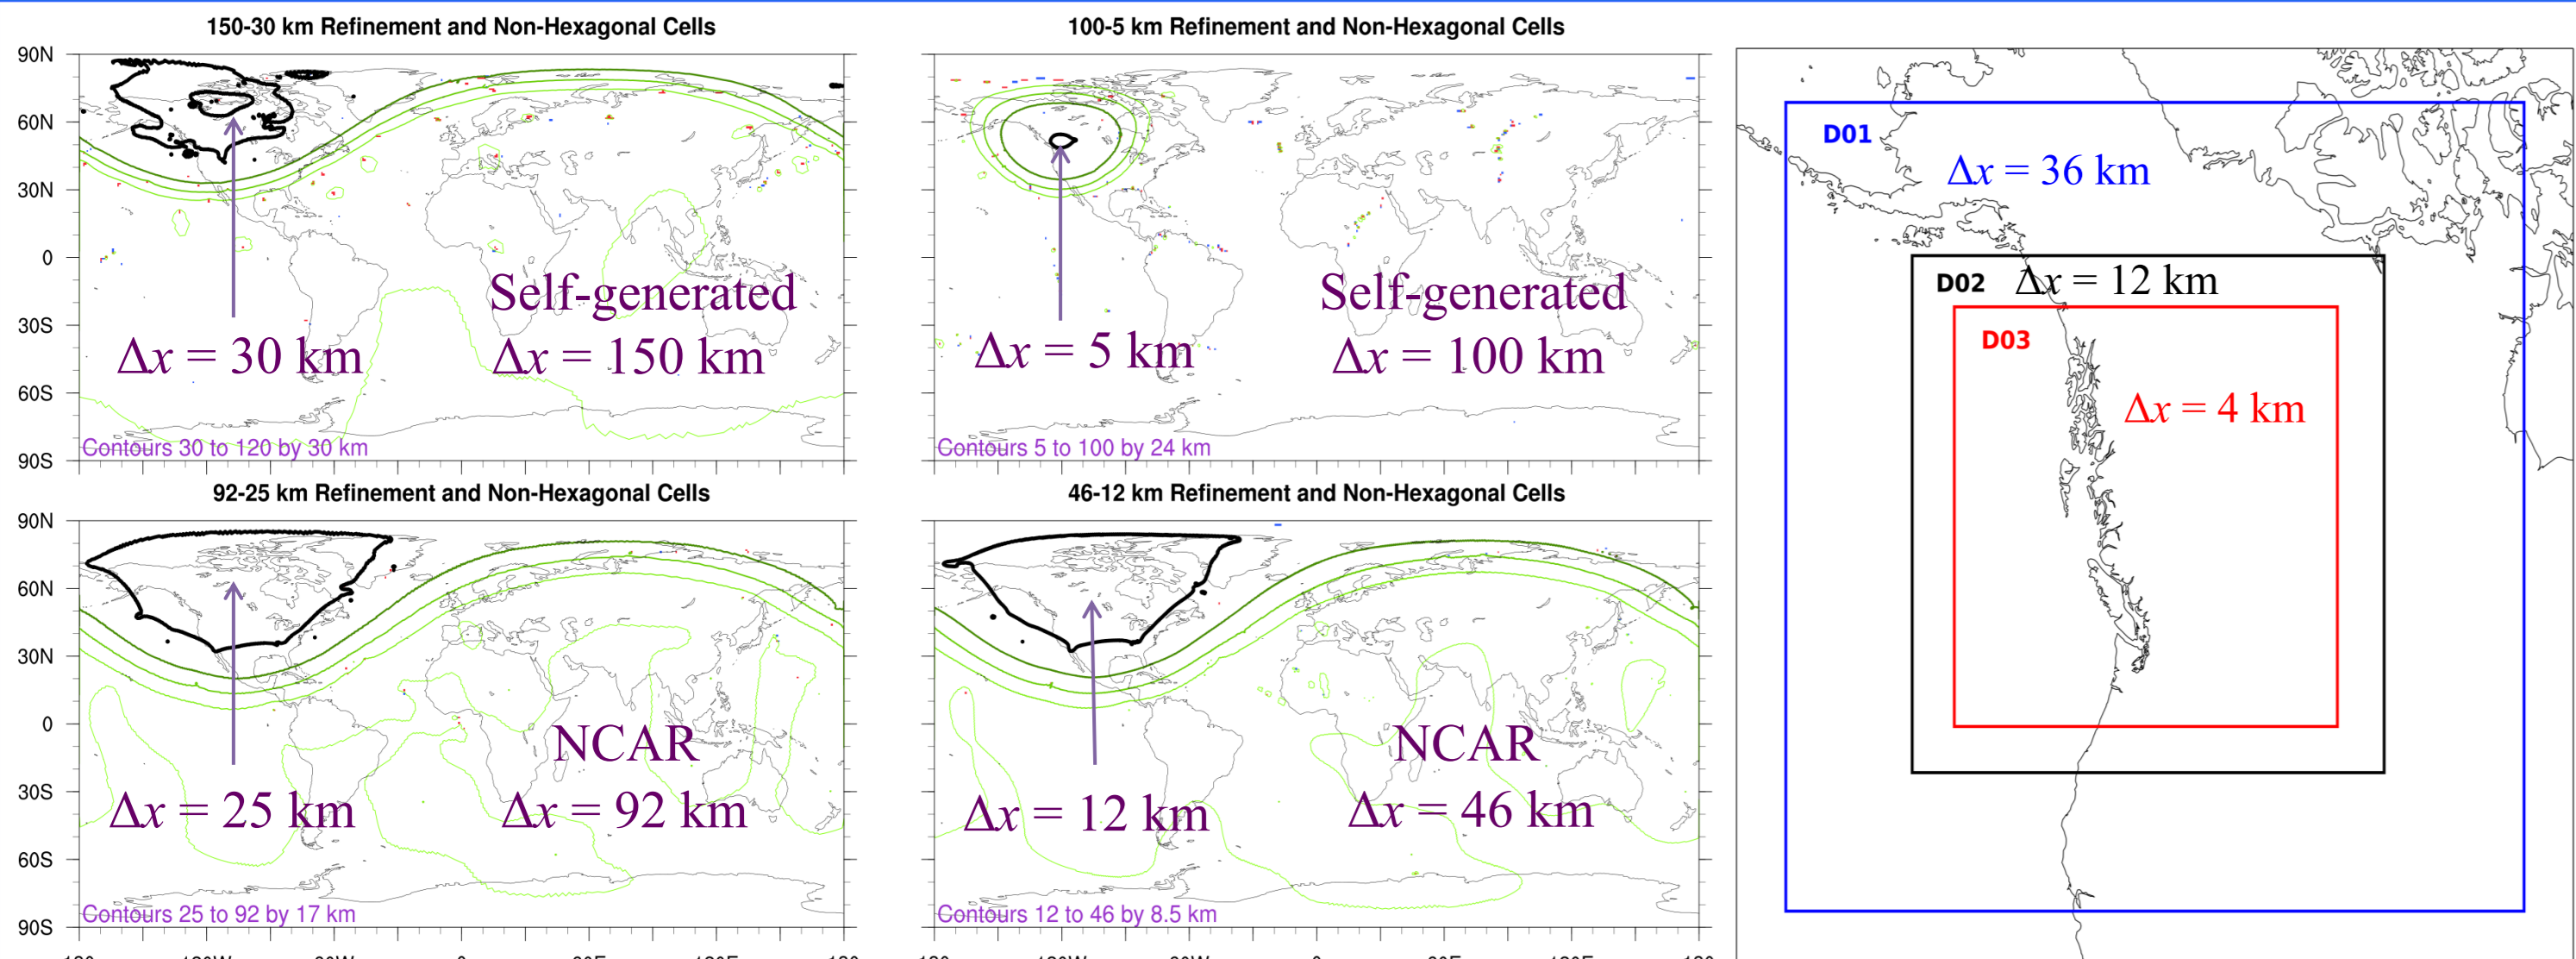 150-30 km Refinement and Non-Hexagonal Cells
90N
60N
30N
0
30S
60S
90S
Self-generated
Δx = 30 km
Δx = 150 km
Contours 30 to 120 by 30 km
100-5 km Refinement and Non-Hexagonal Cells
Self-generated
Δx = 5 km
Δx = 100 km
Contours 5 to 100 by 24 km
92-25 km Refinement and Non-Hexagonal Cells
90N
60N
30N
0
30S
60S
90S
NCAR
Δx = 25 km
Δx = 92 km
Contours 25 to 92 by 17 km
46-12 km Refinement and Non-Hexagonal Cells
NCAR
Δx = 12 km
Δx = 46 km
Contours 12 to 46 by 8.5 km
D01
Δx = 36 km
D02 Δx = 12 km
D03
Δx = 4 km